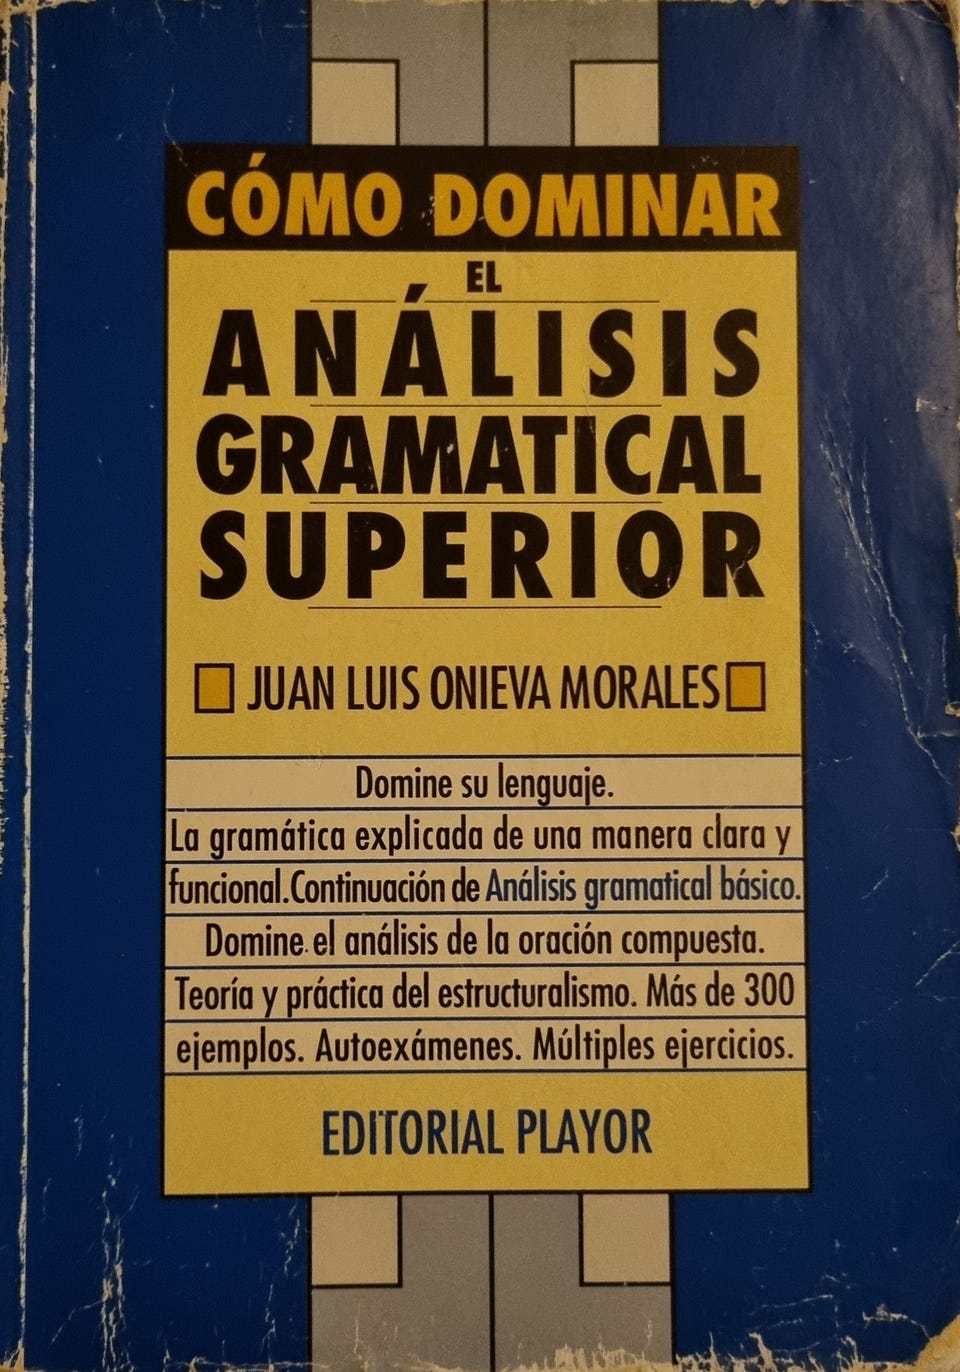 CÓMO DOMINAR
EL
ANÁLISIS
GRAMATICAL
SUPERIOR
JUAN LUIS ONIEVA MORALES
Domine su lenguaje.
La gramática explicada de una manera clara y
funcional.Continuación de Análisis gramatical básico.
Domine el análisis de la oración compuesta.
Teoría y práctica del estructuralismo. Más de 300
ejemplos. Autoexámenes. Múltiples ejercicios.
EDITORIAL PLAYOR